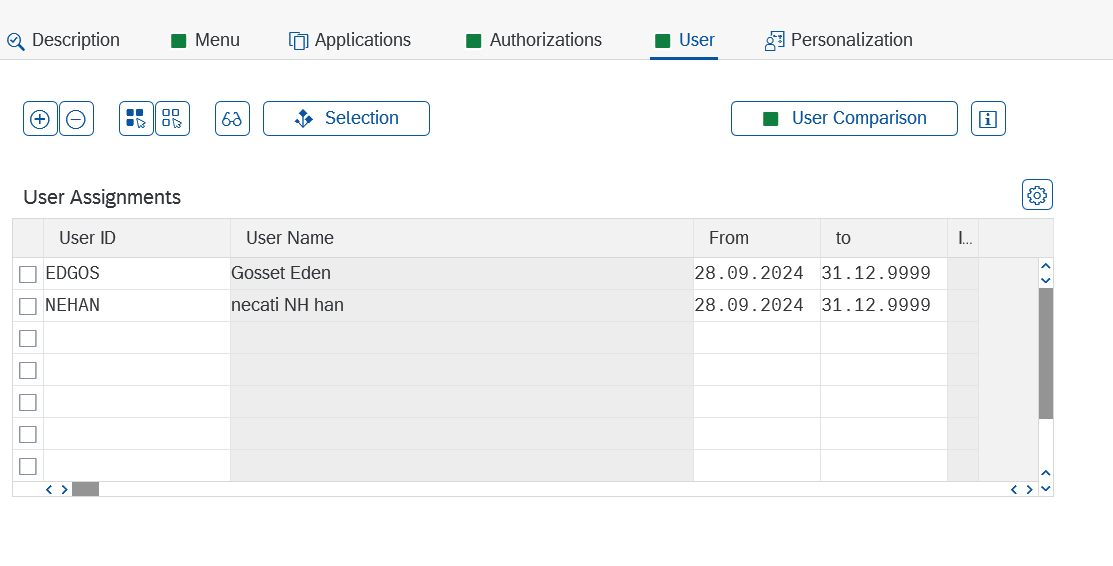 Description Menu Applications Authorizations User Personalization
Selection User Comparison
User Assignments
User ID User Name From to I...
EDGOS Gosset Eden 28.09.2024 31.12.9999
NEHAN necati NH han 28.09.2024 31.12.9999